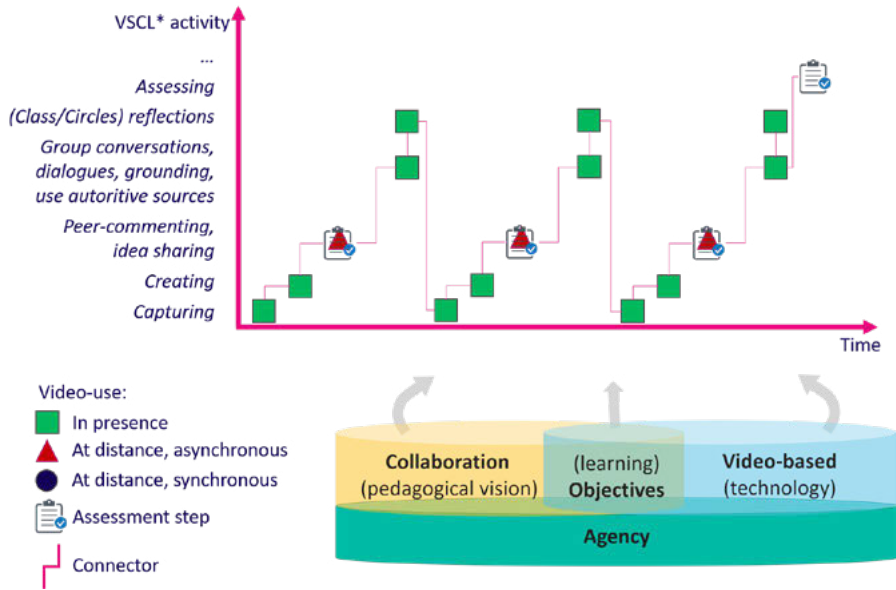 VSCL* activity
...
Assessing
(Class/Circles) reflections
Group conversations,
dialogues, grounding,
use autoritive sources
Peer-commenting,
idea sharing
Creating
Capturing
Time
Video-use:
In presence
At distance, asynchronous
At distance, synchronous
Assessment step
Connector
Collaboration
(pedagogical vision)
(learning)
Objectives
Video-based
(technology)
Agency